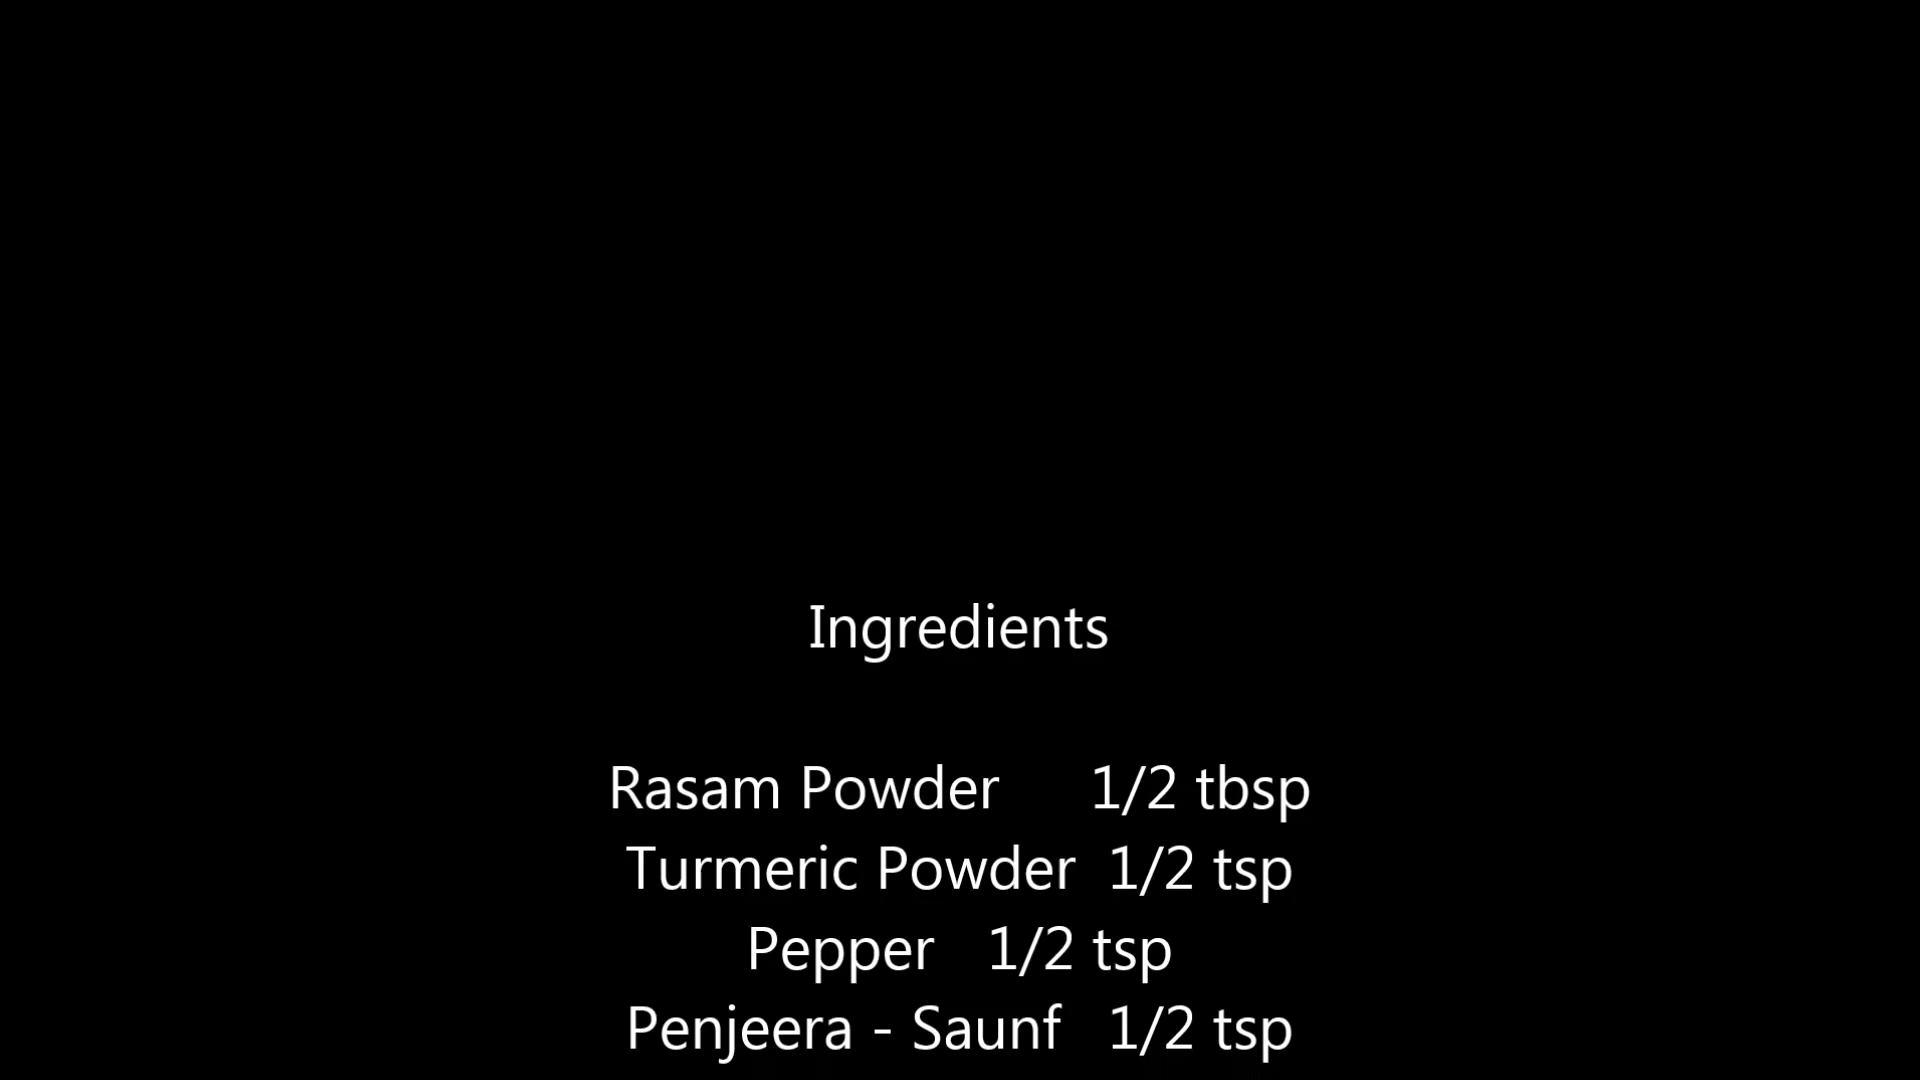 Ingredients
Rasam Powder 1/2 tbsp
Turmeric Powder 1/2 tsp
Pepper 1/2 tsp
Penjeera - Saunf 1/2 tsp